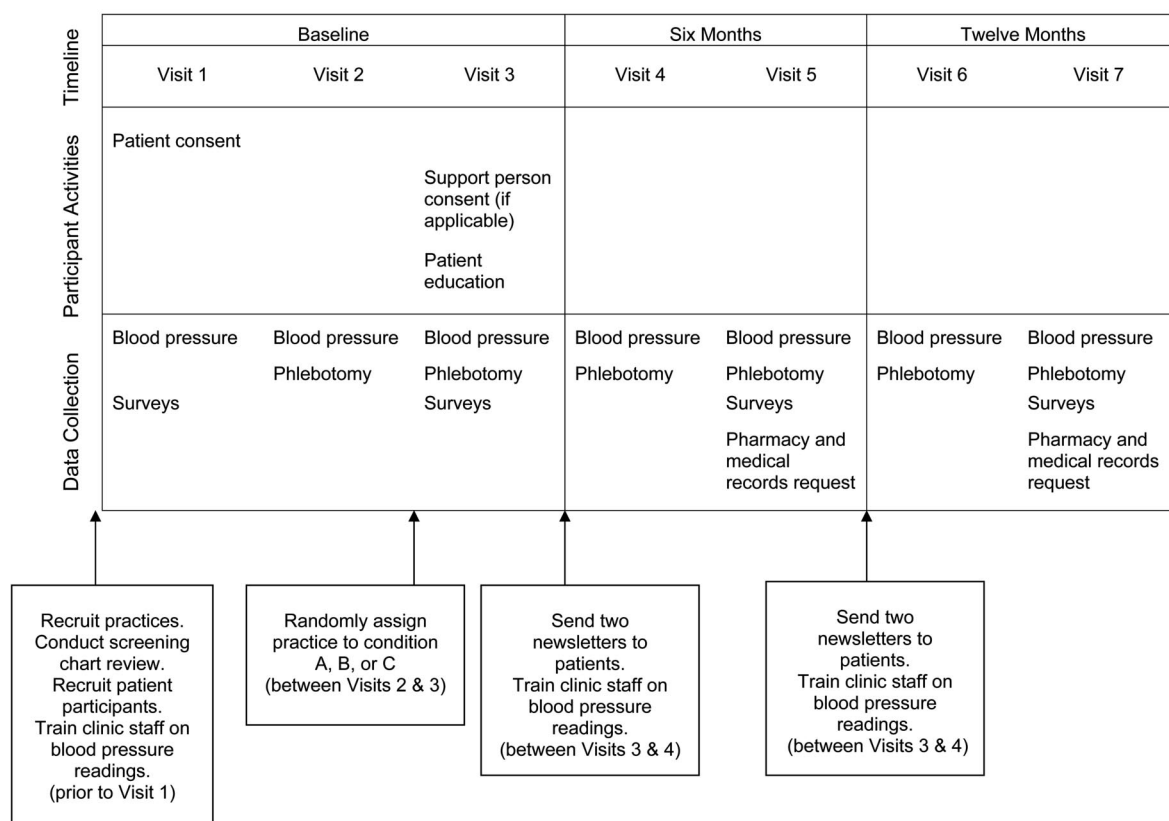 Timeline
Baseline
Six Months
Twelve Months
Visit 1
Visit 2
Visit 3
Visit 4
Visit 5
Visit 6
Visit 7
Participant Activities
Patient consent
Support person
consent (if
applicable)
Patient
education
Data Collection
Blood pressure
Blood pressure
Blood pressure
Blood pressure
Blood pressure
Blood pressure
Blood pressure
Phlebotomy
Phlebotomy
Phlebotomy
Phlebotomy
Phlebotomy
Phlebotomy
Surveys
Surveys
Surveys
Surveys
Pharmacy and
medical
records request
Pharmacy and
medical records
request
Recruit practices.
Conduct screening
chart review.
Recruit patient
participants.
Train clinic staff on
blood pressure
readings.
(prior to Visit 1)
Randomly assign
practice to condition
A, B, or C
(between Visits 2 & 3)
Send two
newsletters to
patients.
Train clinic staff on
blood pressure
readings.
(between Visits 3 & 4)
Send two
newsletters to
patients.
Train clinic staff on
blood pressure
readings.
(between Visits 3 & 4)